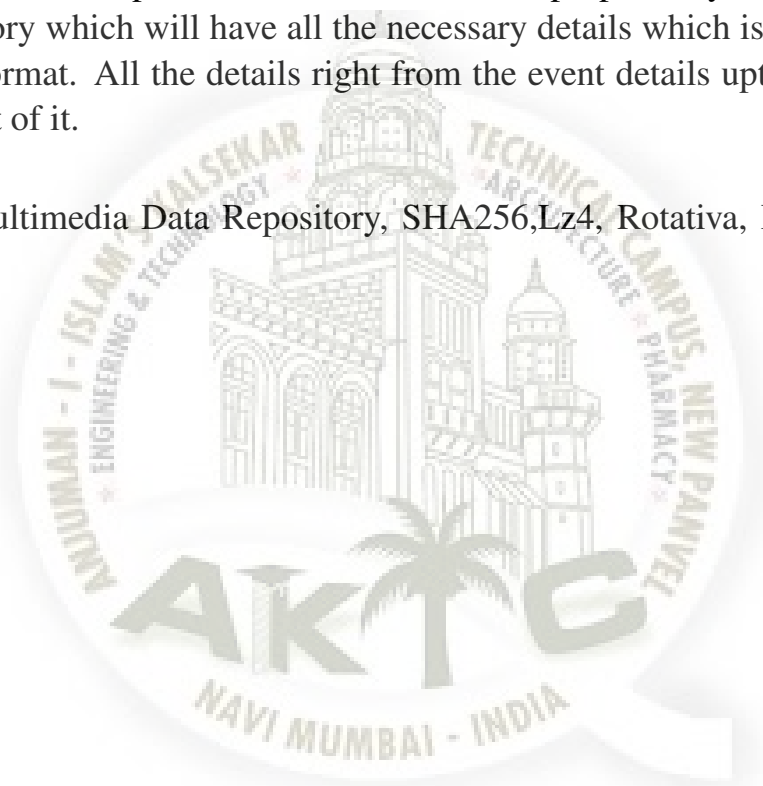 ory which will have all the necessary details which is
ormat. All the details right from the event details upt
t of it.
ultimedia Data Repository, SHA256,Lz4, Rotativa,
ANJUMAN - I - ISLAM'S KALSEKAR TECHNICAL CAMPUS, NEW PANVEL
ENGINEERING & TECHNOLOGY * ARCHITECTURE * PHARMACY
AKTC
NAVI MUMBAI - INDIA